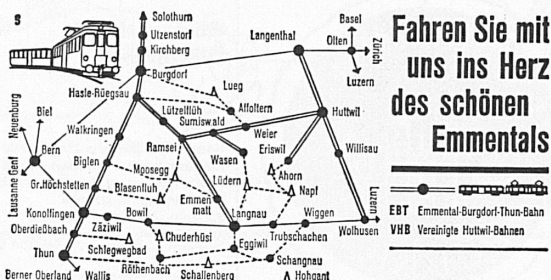 S
Solothurn
Utzenstorf
Kirchberg
Burgdorf
Hasle-Rüegsau
Langenthal
Basel
Olten
Zürich
Luzern
Lueg
Affoltern
Lützelflüh
Sumiswald
Weier
Huttwil
Ramsei
Wasen
Eriswil
Willisau
Neuenburg
Biel
Bern
Lausanne Genf
Walkringen
Biglen
Gr.Höchstetten
Moosegg
Blasenfluh
Lüdern
Ahorn
Napf
Emmen
matt
Konolfingen
Oberdießbach
Zäziwil
Bowil
Langnau
Wiggen
Wolhusen
Luzern
Chuderhüsi
Trubschachen
Eggiwil
Schlegwegbad
Thun
Röthenbach
Schallenberg
Schangnau
Hohgant
Berner Oberland
Wallis
Fahren Sie mit
uns ins Herz
des schönen
Emmentals
EBT Emmental-Burgdorf-Thun-Bahn
VHB Vereinigte Huttwil-Bahnen